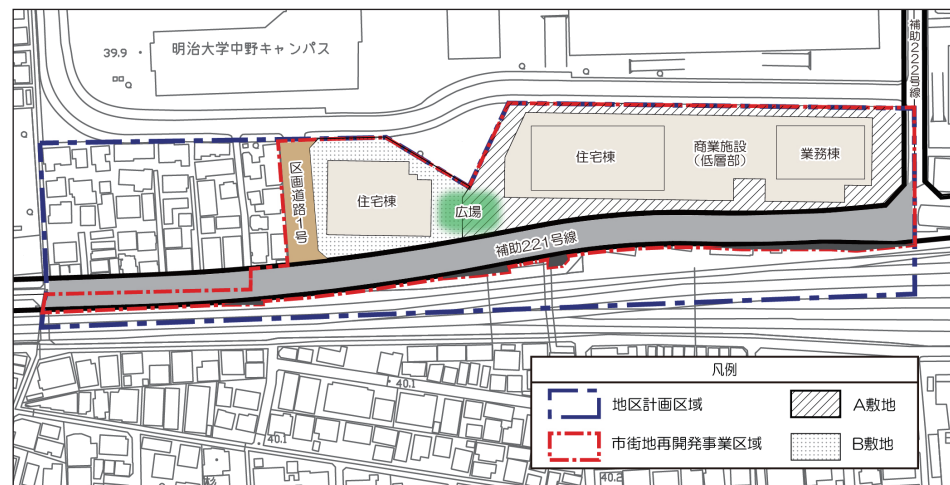 39.9
明治大学中野キャンパス
補助222号線
区画道路1号
住宅棟
広場
住宅棟
商業施設
(低層部)
業務棟
補助221号線
40.1
40.1
40.2
凡例
地区計画区域
A敷地
市街地再開発事業区域
B敷地